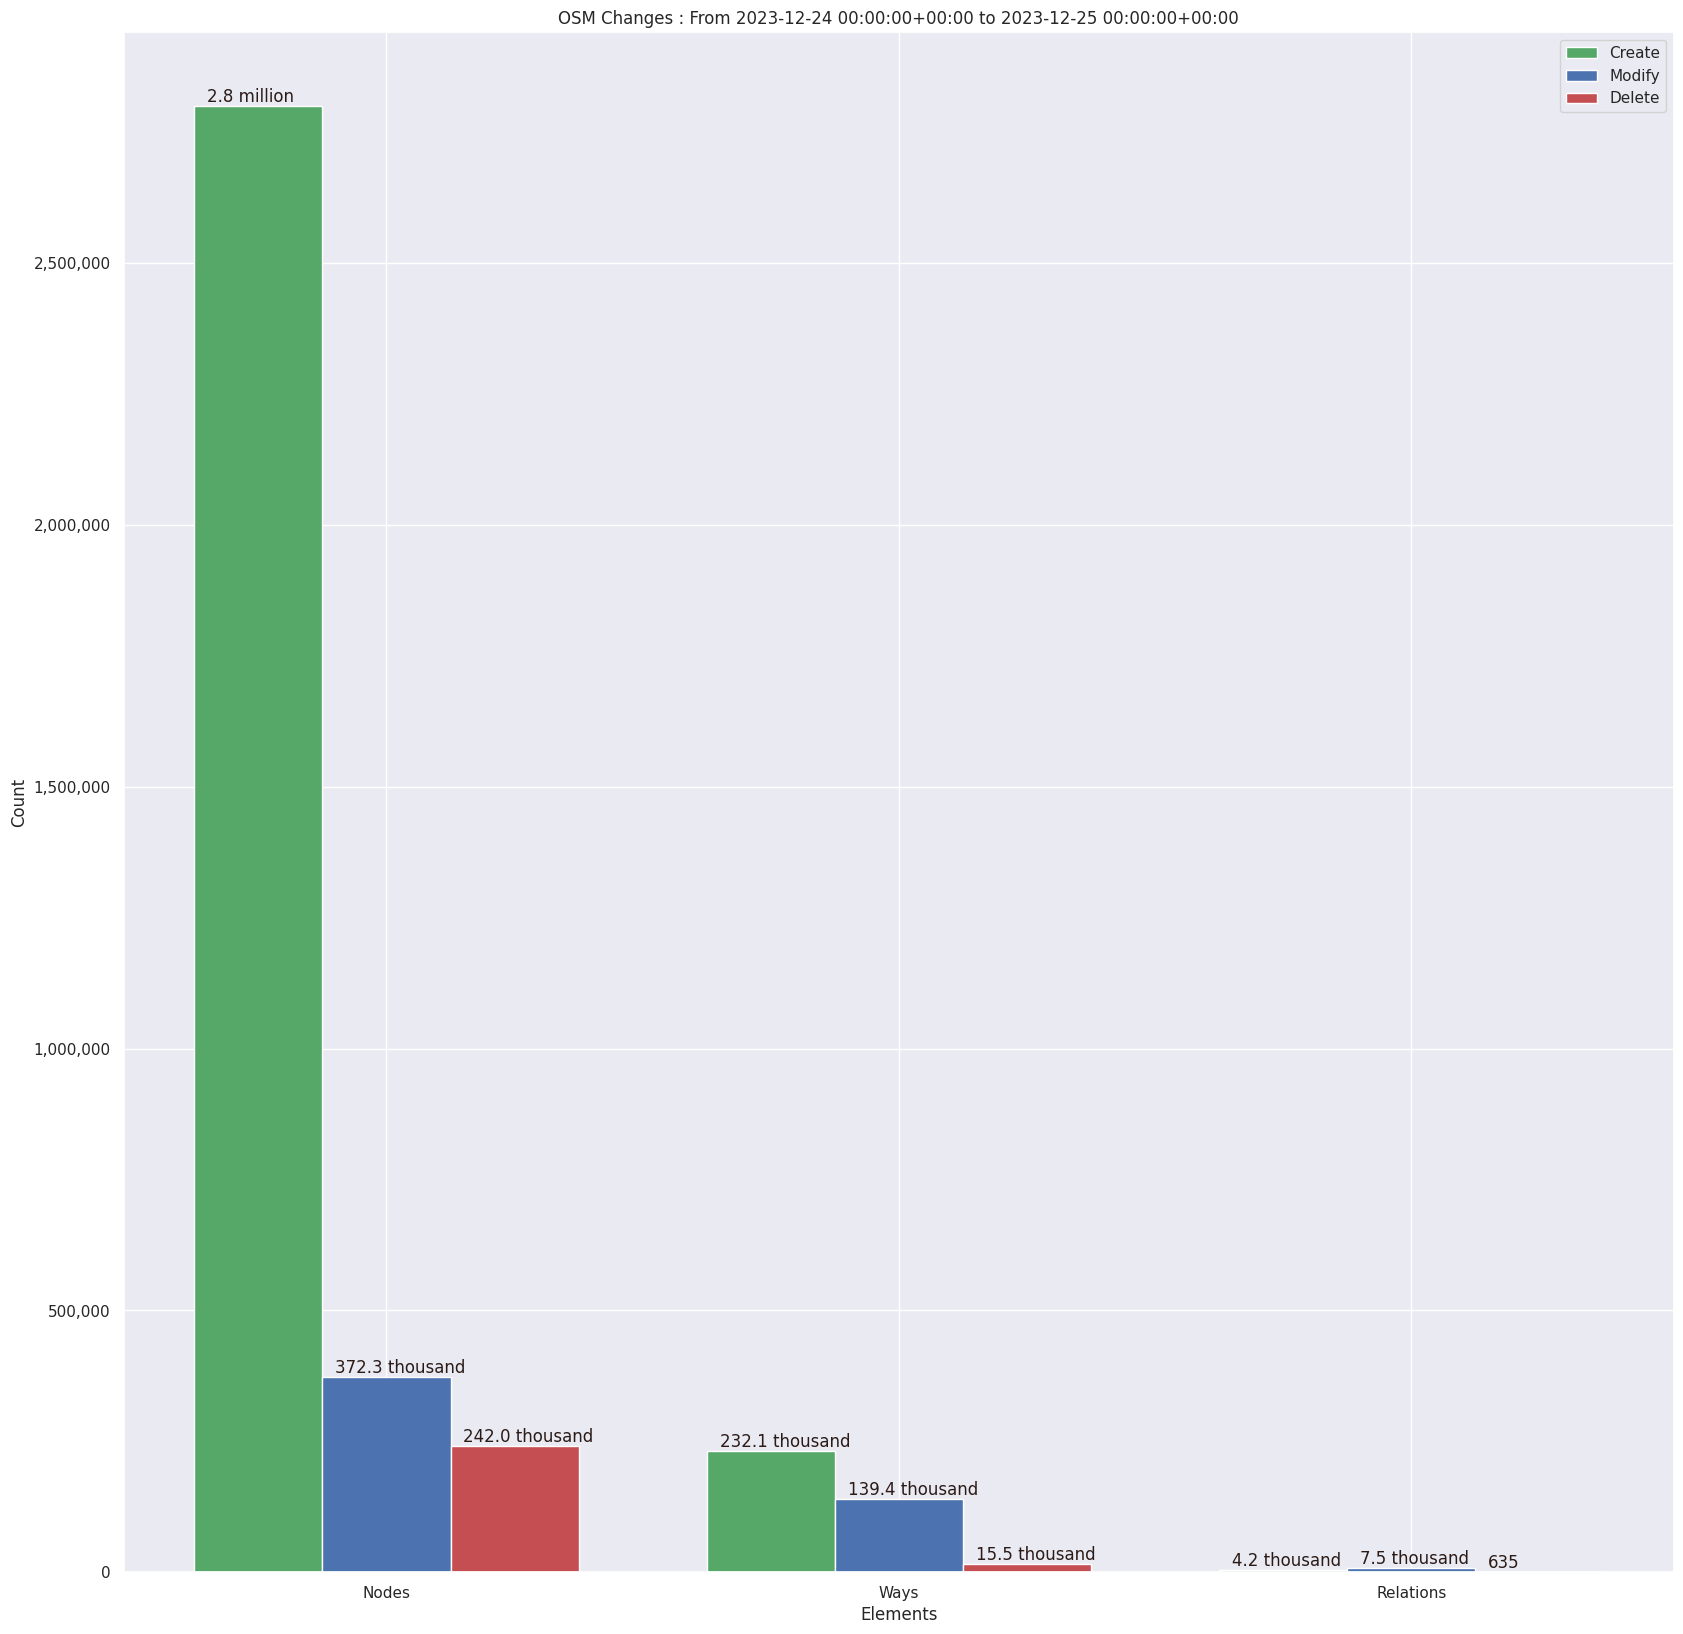 OSM Changes : From 2023-12-24 00:00:00+00:00 to 2023-12-25 00:00:00+00:00
Create
Modify
Delete
2.8 million
372.3 thousand
242.0 thousand
232.1 thousand
139.4 thousand
15.5 thousand
4.2 thousand
7.5 thousand
635
2,500,000
2,000,000
1,500,000
1,000,000
500,000
0
Count
Nodes
Ways
Relations
Elements